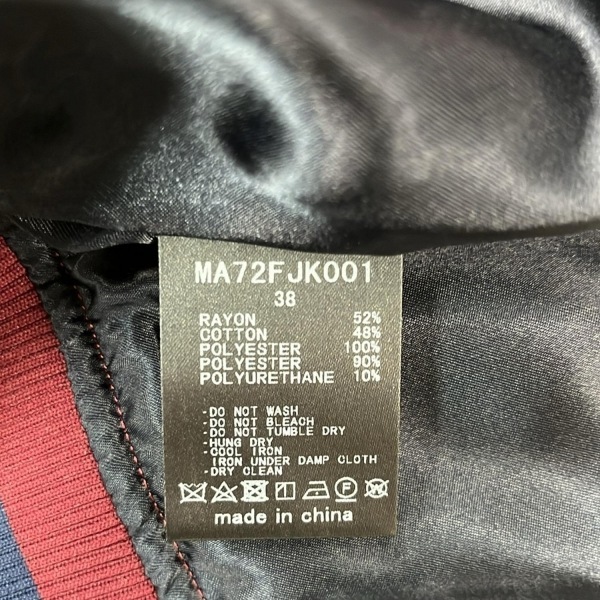 MA72FJK001
38
RAYON 52%
COTTON 48%
POLYESTER 100%
POLYESTER 90%
POLYURETHANE 10%
-DO NOT WASH
-DO NOT BLEACH
-DO NOT TUMBLE DRY
-HUNG DRY
-COOL IRON
IRON UNDER DAMP CLOTH
-DRY CLEAN
made in china